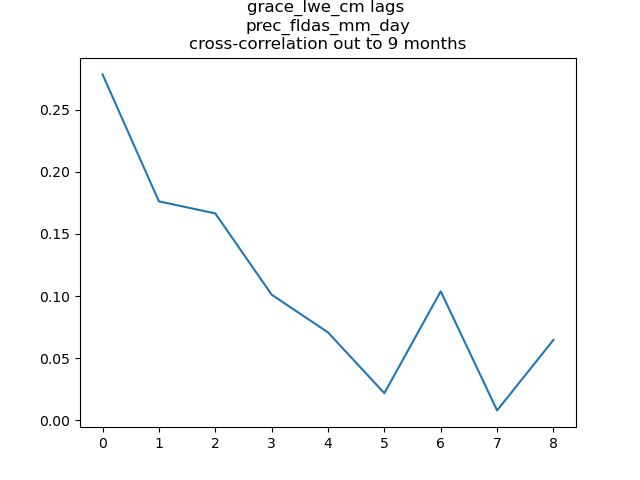 grace_lwe_cm lags
prec_fldas_mm_day
cross-correlation out to 9 months
0.25
0.20
0.15
0.10
0.05
0.00
0 1 2 3 4 5 6 7 8